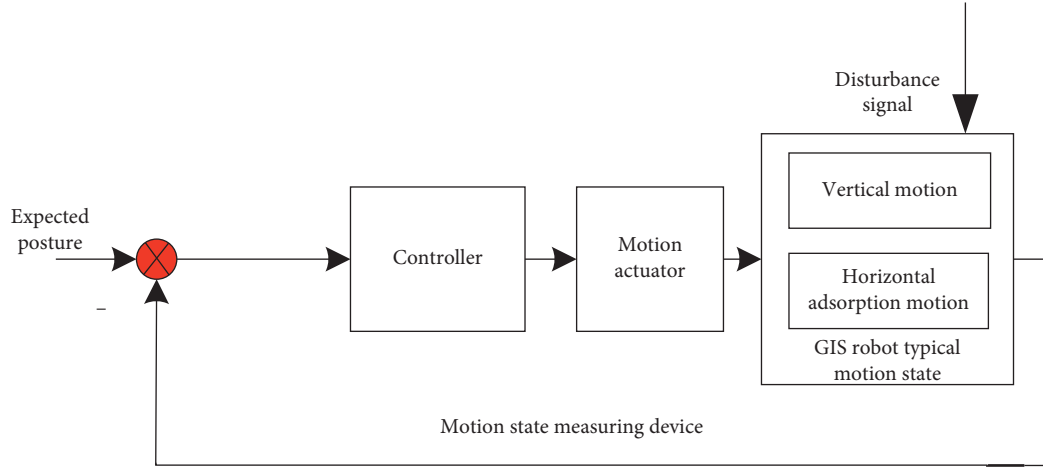 Disturbance
signal
Vertical motion
Expected
posture
Controller
Motion
actuator
Horizontal
adsorption motion
GIS robot typical
motion state
–
Motion state measuring device